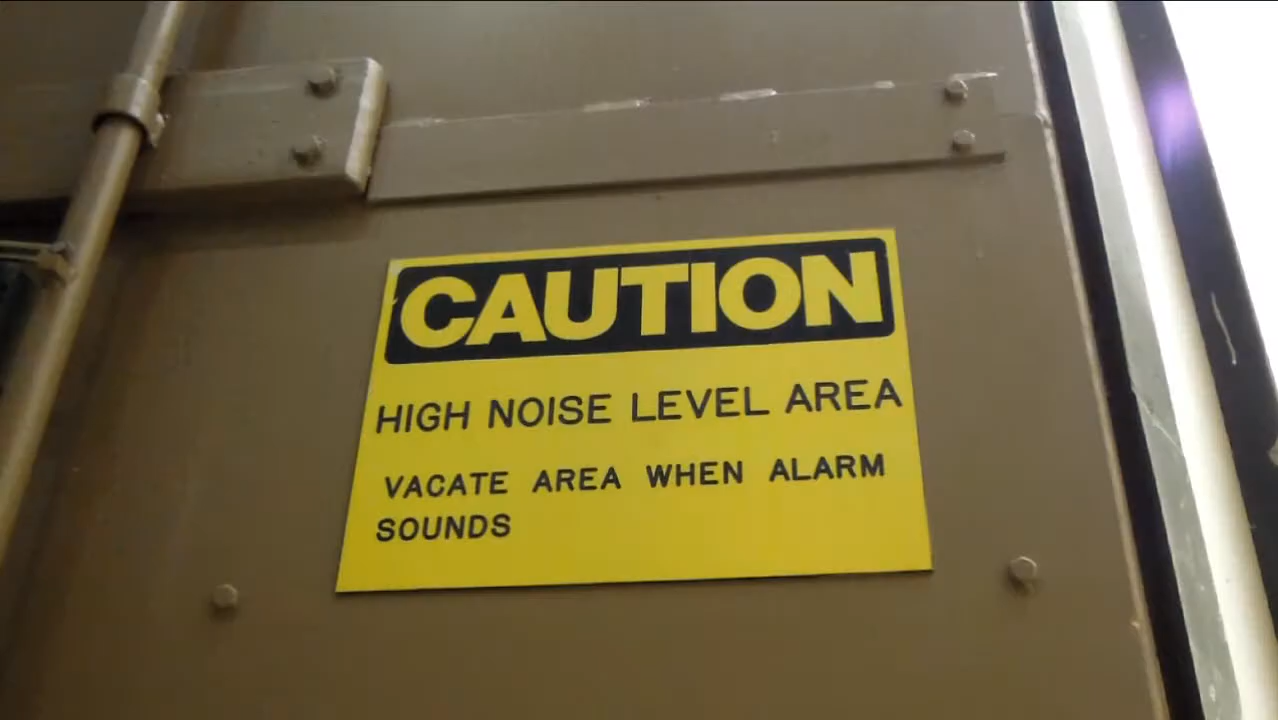 CAUTION
HIGH NOISE LEVEL AREA
VACATE AREA WHEN ALARM
SOUNDS